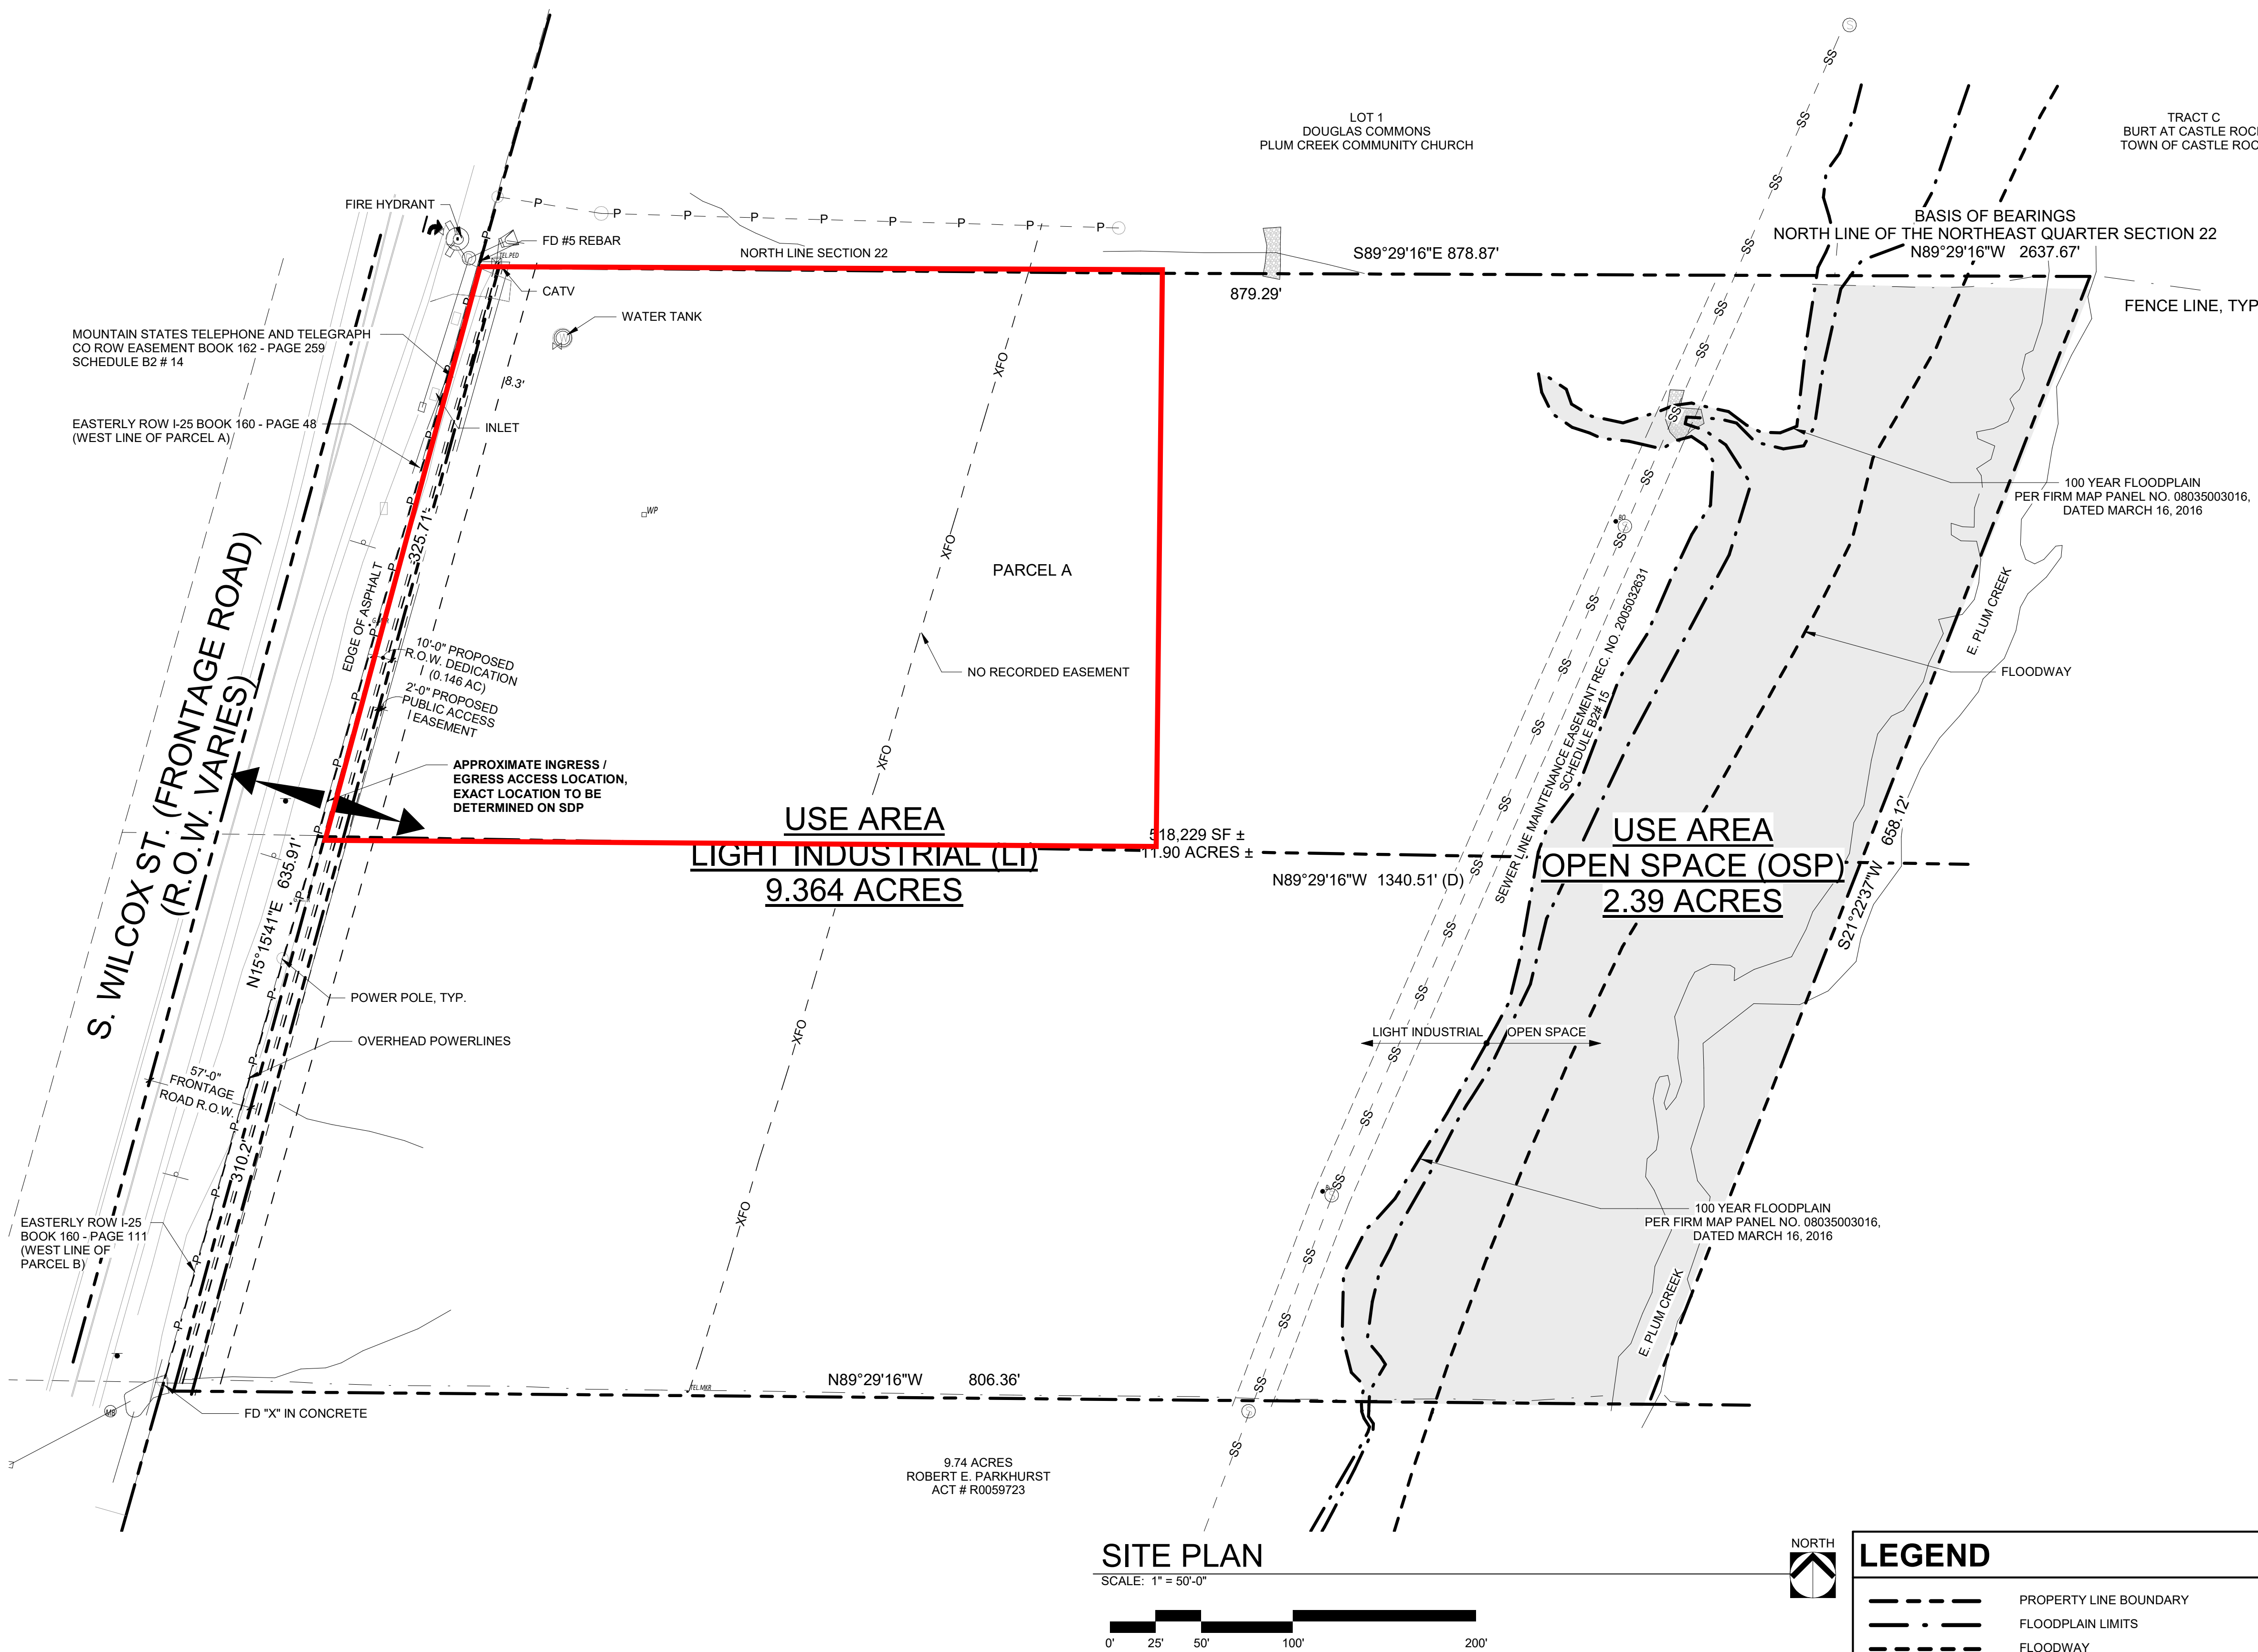 LOT 1
DOUGLAS COMMONS
PLUM CREEK COMMUNITY CHURCH
TRACT C
BURT AT CASTLE ROC
TOWN OF CASTLE ROC
FIRE HYDRANT
FD #5 REBAR
TEL.PED
NORTH LINE SECTION 22
S89°29'16"E 878.87'
BASIS OF BEARINGS
NORTH LINE OF THE NORTHEAST QUARTER SECTION 22
N89°29'16"W 2637.67'
CATV
879.29'
FENCE LINE, TYP
WATER TANK
MOUNTAIN STATES TELEPHONE AND TELEGRAPH
CO ROW EASEMENT BOOK 162 - PAGE 259
SCHEDULE B2 # 14
8.3'
EASTERLY ROW I-25 BOOK 160 - PAGE 48
(WEST LINE OF PARCEL A)
INLET
WP
325.71'
EDGE OF ASPHALT
PARCEL A
100 YEAR FLOODPLAIN
PER FIRM MAP PANEL NO. 08035003016,
DATED MARCH 16, 2016
E. PLUM CREEK
10'-0" PROPOSED
R.O.W. DEDICATION
(0.146 AC)
2'-0" PROPOSED
PUBLIC ACCESS
EASEMENT
NO RECORDED EASEMENT
FLOODWAY
S. WILCOX ST. (FRONTAGE ROAD)
(R.O.W. VARIES)
SEWER LINE MAINTENANCE EASEMENT REC. NO. 2005032631
SCHEDULE B2# 15
APPROXIMATE INGRESS /
EGRESS ACCESS LOCATION,
EXACT LOCATION TO BE
DETERMINED ON SDP
USE AREA
LIGHT INDUSTRIAL (LI)
9.364 ACRES
518,229 SF ±
11.90 ACRES ±
N89°29'16"W 1340.51' (D)
USE AREA
OPEN SPACE (OSP)
2.39 ACRES
S21°22'37"W 658.12'
N15°15'41"E 635.91'
POWER POLE, TYP.
OVERHEAD POWERLINES
LIGHT INDUSTRIAL
OPEN SPACE
57'-0"
FRONTAGE
ROAD R.O.W.
310.2'
EASTERLY ROW I-25
BOOK 160 - PAGE 111
(WEST LINE OF
PARCEL B)
100 YEAR FLOODPLAIN
PER FIRM MAP PANEL NO. 08035003016,
DATED MARCH 16, 2016
E. PLUM CREEK
TEL.MKR
N89°29'16"W 806.36'
FD "X" IN CONCRETE
9.74 ACRES
ROBERT E. PARKHURST
ACT # R0059723
SITE PLAN
SCALE: 1" = 50'-0"
0' 25' 50' 100' 200'
NORTH
LEGEND
PROPERTY LINE BOUNDARY
FLOODPLAIN LIMITS
FLOODWAY